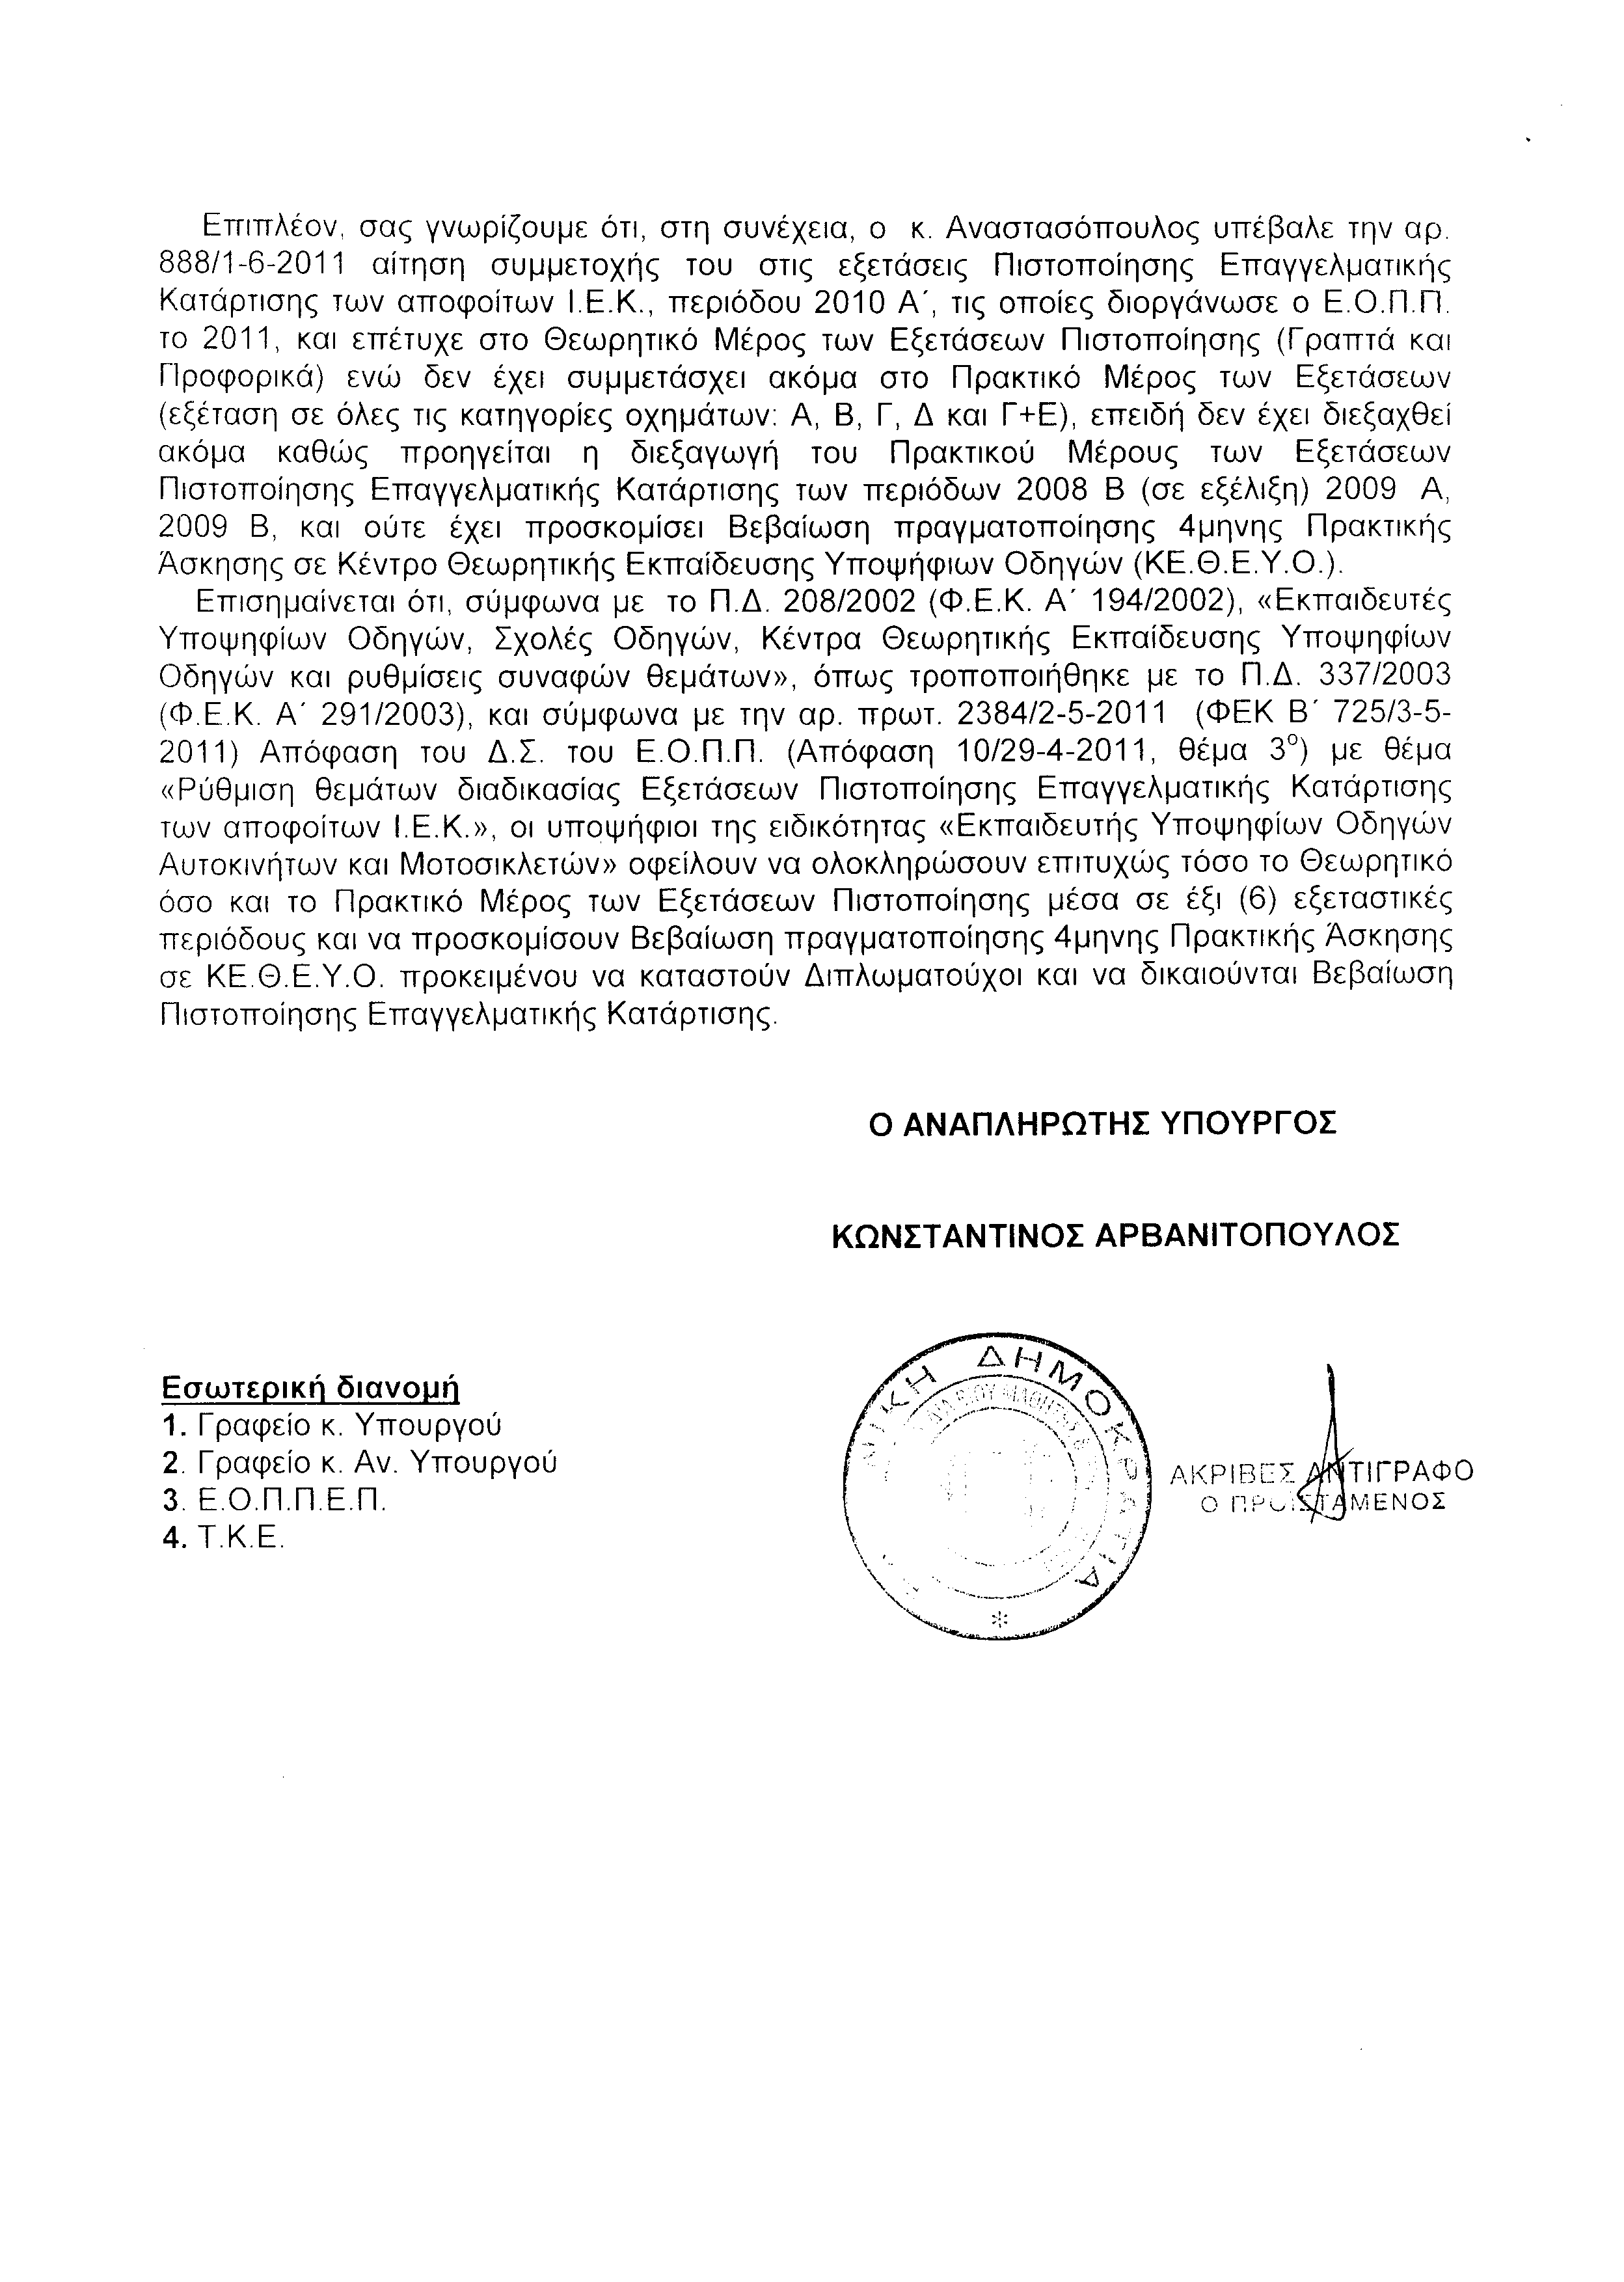 Επιπλέον, σας γνωρίζουμε ότι, στη συνέχεια, ο κ. Αναστασόπουλος υπέβαλε την αρ.
888/1-6-2011 αίτηση συμμετοχής του στις εξετάσεις Πιστοποίησης Επαγγελματικής
Κατάρτισης των αποφοίτων Ι.Ε.Κ., περιόδου 2010 Α΄, τις οποίες διοργάνωσε ο Ε.Ο.Π.Π.
το 2011, και επέτυχε στο Θεωρητικό Μέρος των Εξετάσεων Πιστοποίησης (Γραπτά και
Προφορικά) ενώ δεν έχει συμμετάσχει ακόμα στο Πρακτικό Μέρος των Εξετάσεων
(εξέταση σε όλες τις κατηγορίες οχημάτων: Α, Β, Γ, Δ και Γ+Ε), επειδή δεν έχει διεξαχθεί
ακόμα καθώς προηγείται η διεξαγωγή του Πρακτικού Μέρους των Εξετάσεων
Πιστοποίησης Επαγγελματικής Κατάρτισης των περιόδων 2008 Β (σε εξέλιξη) 2009 Α,
2009 Β, και ούτε έχει προσκομίσει Βεβαίωση πραγματοποίησης 4μηνης Πρακτικής
Άσκησης σε Κέντρο Θεωρητικής Εκπαίδευσης Υποψήφιων Οδηγών (ΚΕ.Θ.Ε.Υ.Ο.).
Επισημαίνεται ότι, σύμφωνα με το Π.Δ. 208/2002 (Φ.Ε.Κ. Α΄ 194/2002), «Εκπαιδευτές
Υποψηφίων Οδηγών, Σχολές Οδηγών, Κέντρα Θεωρητικής Εκπαίδευσης Υποψηφίων
Οδηγών και ρυθμίσεις συναφών θεμάτων», όπως τροποποιήθηκε με το Π.Δ. 337/2003
(Φ.Ε.Κ. Α΄ 291/2003), και σύμφωνα με την αρ. πρωτ. 2384/2-5-2011 (ΦΕΚ Β΄ 725/3-5-
2011) Απόφαση του Δ.Σ. του Ε.Ο.Π.Π. (Απόφαση 10/29-4-2011, θέμα 3ο) με θέμα
«Ρύθμιση θεμάτων διαδικασίας Εξετάσεων Πιστοποίησης Επαγγελματικής Κατάρτισης
των αποφοίτων Ι.Ε.Κ.», οι υποψήφιοι της ειδικότητας «Εκπαιδευτής Υποψηφίων Οδηγών
Αυτοκινήτων και Μοτοσικλετών» οφείλουν να ολοκληρώσουν επιτυχώς τόσο το Θεωρητικό
όσο και το Πρακτικό Μέρος των Εξετάσεων Πιστοποίησης μέσα σε έξι (6) εξεταστικές
περιόδους και να προσκομίσουν Βεβαίωση πραγματοποίησης 4μηνης Πρακτικής Άσκησης
σε ΚΕ.Θ.Ε.Υ.Ο. προκειμένου να καταστούν Διπλωματούχοι και να δικαιούνται Βεβαίωση
Πιστοποίησης Επαγγελματικής Κατάρτισης.
Ο ΑΝΑΠΛΗΡΩΤΗΣ ΥΠΟΥΡΓΟΣ
ΚΩΝΣΤΑΝΤΙΝΟΣ ΑΡΒΑΝΙΤΟΠΟΥΛΟΣ
Εσωτερική διανομή
1. Γραφείο κ. Υπουργού
2. Γραφείο κ. Αν. Υπουργού
3. Ε.Ο.Π.Π.Ε.Π.
4. Τ.Κ.Ε.
ΔΗΜΟΚΡΑΤΙΑ
ΑΚΡΙΒΕΣ ΑΝΤΙΓΡΑΦΟ
Ο ΠΡΟΪΣΤΑΜΕΝΟΣ